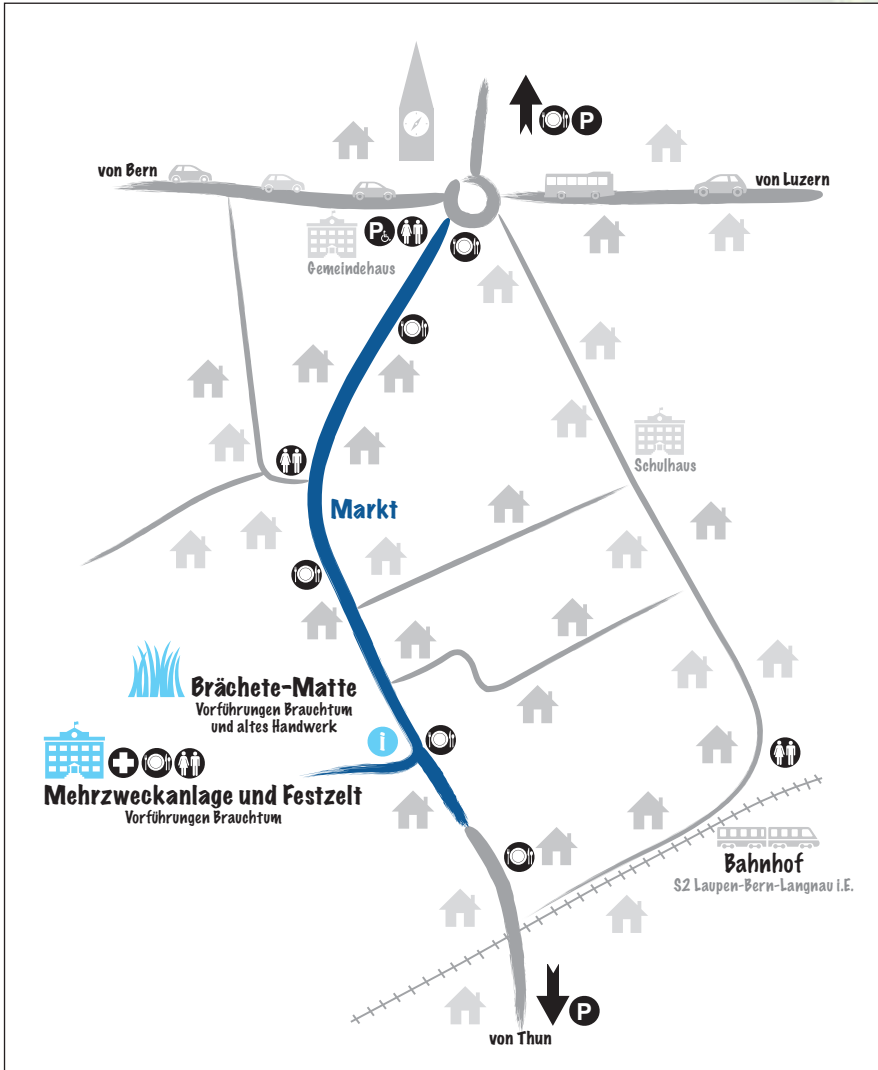 P
von Bern
von Luzern
P
Gemeindehaus
Schulhaus
Markt
Brächete-Matte
Vorführungen Brauchtum
und altes Handwerk
i
Mehrzweckanlage und Festzelt
Vorführungen Brauchtum
Bahnhof
S2 Laupen-Bern-Langnau i.E.
P
von Thun